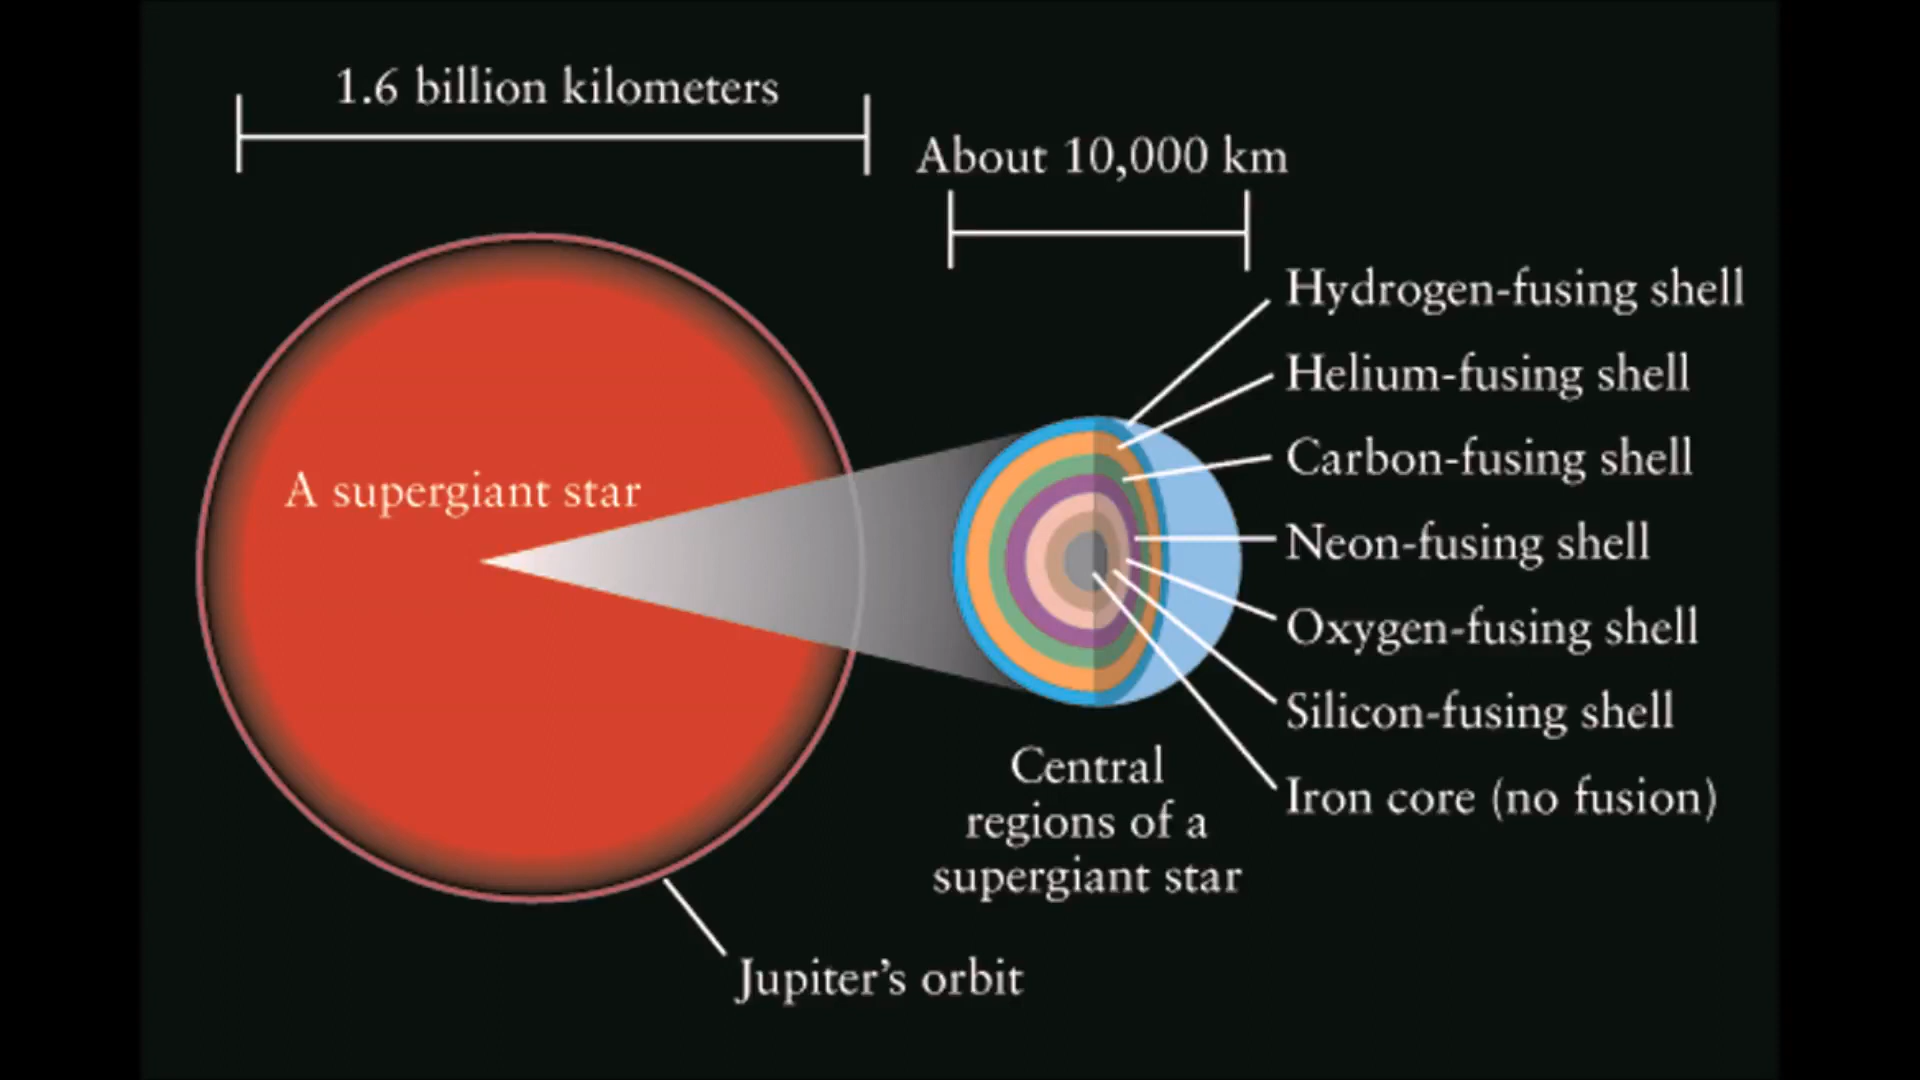 1.6 billion kilometers
About 10,000 km
Hydrogen-fusing shell
Helium-fusing shell
Carbon-fusing shell
A supergiant star
Neon-fusing shell
Oxygen-fusing shell
Silicon-fusing shell
Iron core (no fusion)
Central
regions of a
supergiant star
Jupiter's orbit